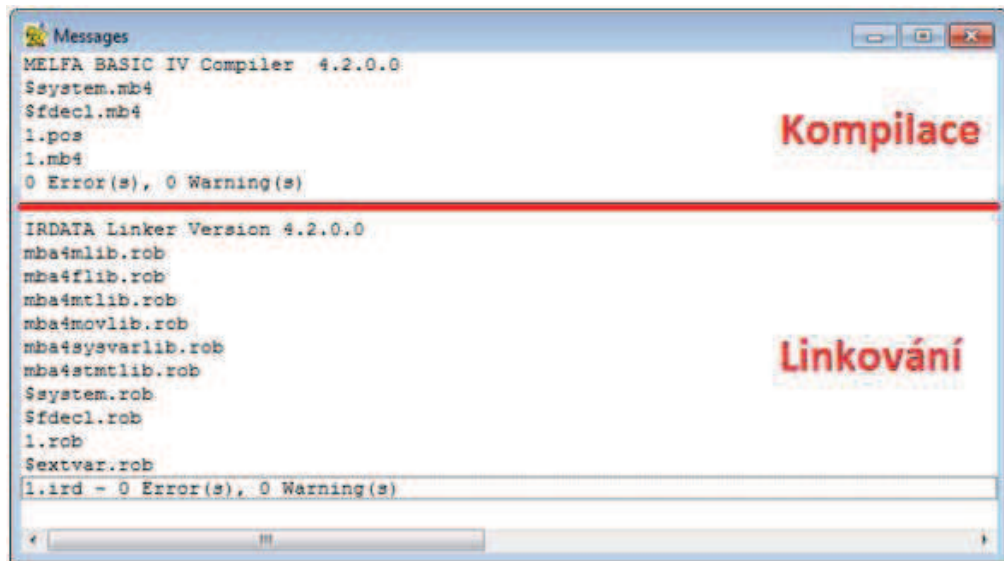 Messages
MELFA BASIC IV Compiler 4.2.0.0
$system.mb4
$fdecl.mb4
1.pos
1.mb4
0 Error(s), 0 Warning(s)
Kompilace
IRDATA Linker Version 4.2.0.0
mba4mlib.rob
mba4flib.rob
mba4mtlib.rob
mba4movlib.rob
mba4sysvarlib.rob
mba4stmtlib.rob
$system.rob
$fdecl.rob
1.rob
$extvar.rob
1.ird - 0 Error(s), 0 Warning(s)
Linkování